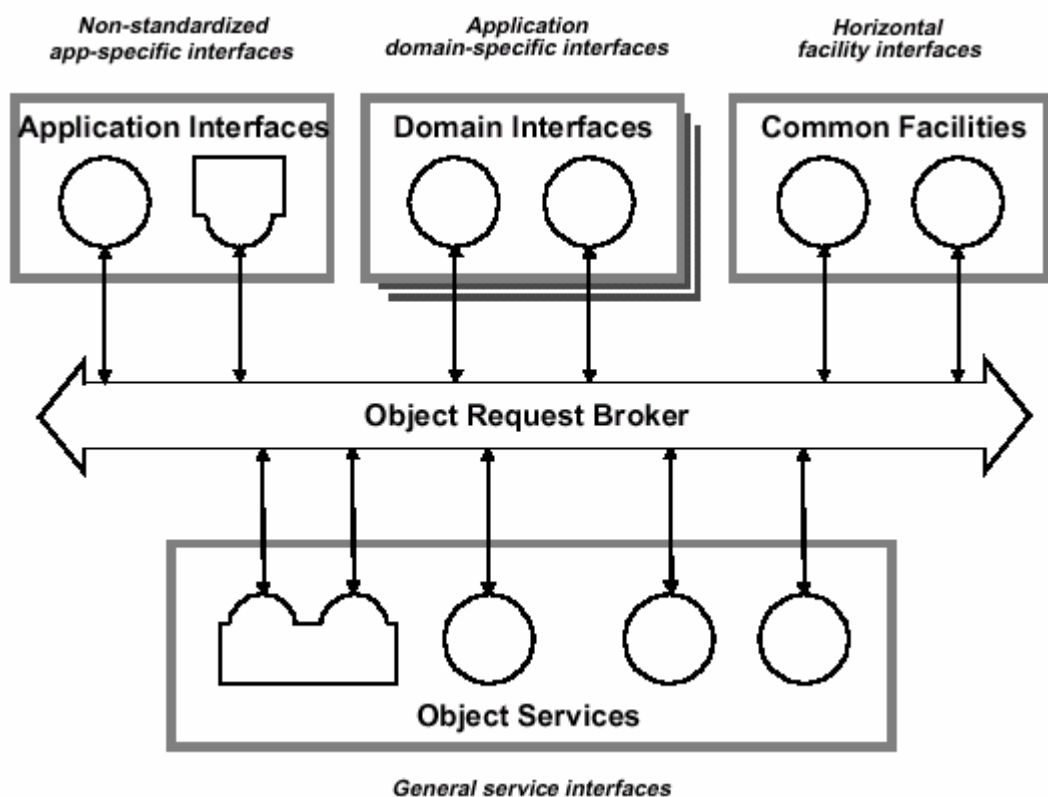 Non-standardized
app-specific interfaces
Application
domain-specific interfaces
Horizontal
facility interfaces
Application Interfaces
Domain Interfaces
Common Facilities
Object Request Broker
Object Services
General service interfaces